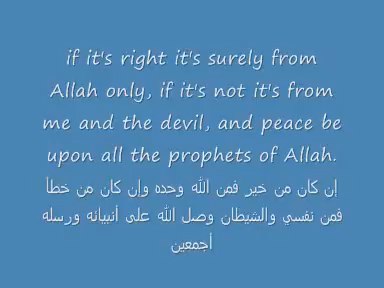 if it's right it's surely from
Allah only, if it's not it's from
me and the devil, and peace be
upon all the prophets of Allah.
إن كان من خير فمن الله وحده وإن كان من خطأ
فمن نفسي والشيطان وصل الله على أنبيائه ورسله
أجمعين